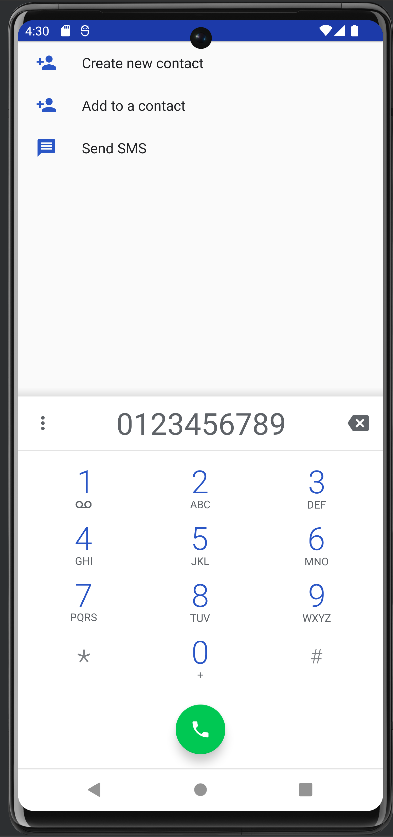 4:30
Create new contact
Add to a contact
Send SMS
0123456789
1 2 3
ABC DEF
4 5 6
GHI JKL MNO
7 8 9
PQRS TUV WXYZ
* 0 #
+